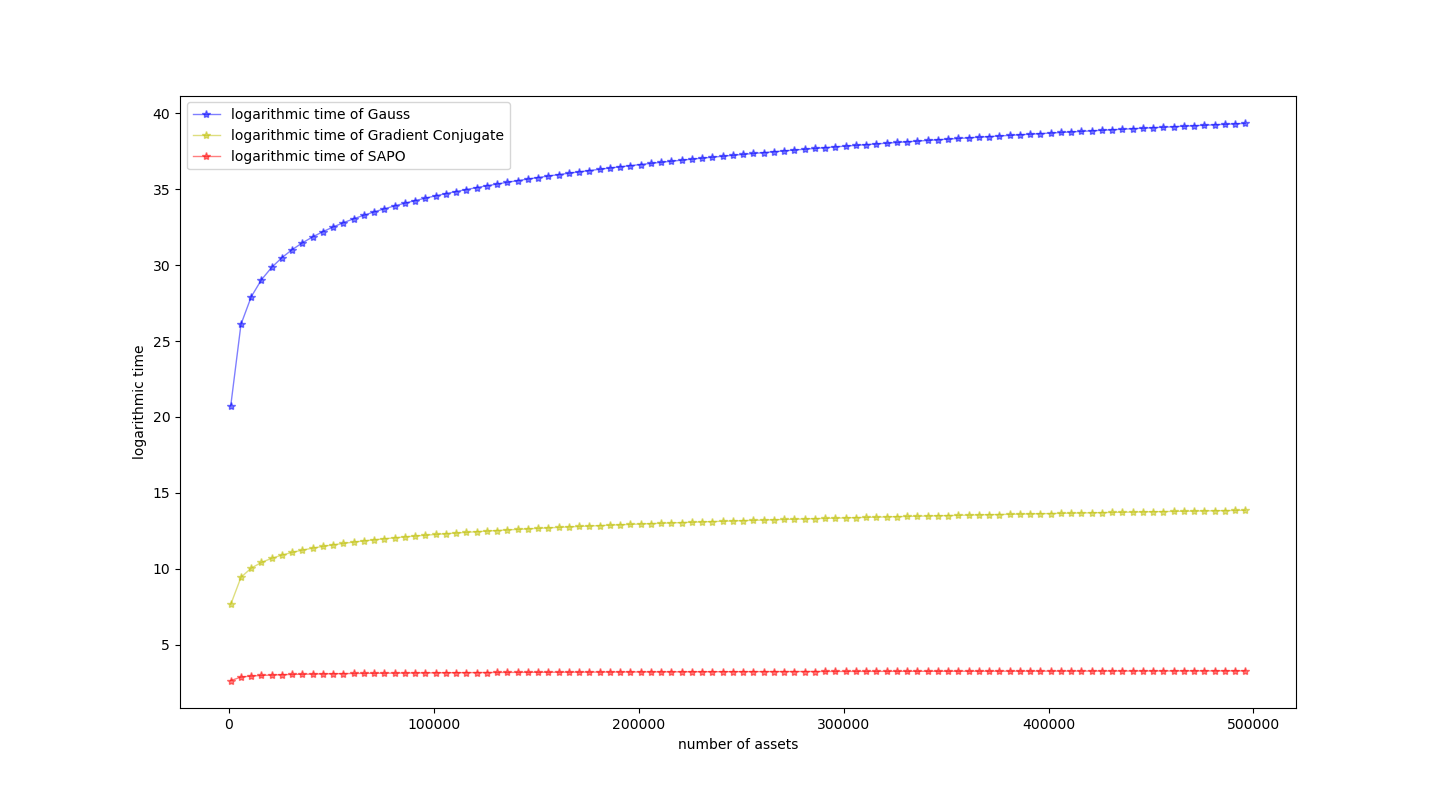 logarithmic time of Gauss
logarithmic time of Gradient Conjugate
logarithmic time of SAPO
40
35
30
25
20
15
10
5
logarithmic time
0 100000 200000 300000 400000 500000
number of assets